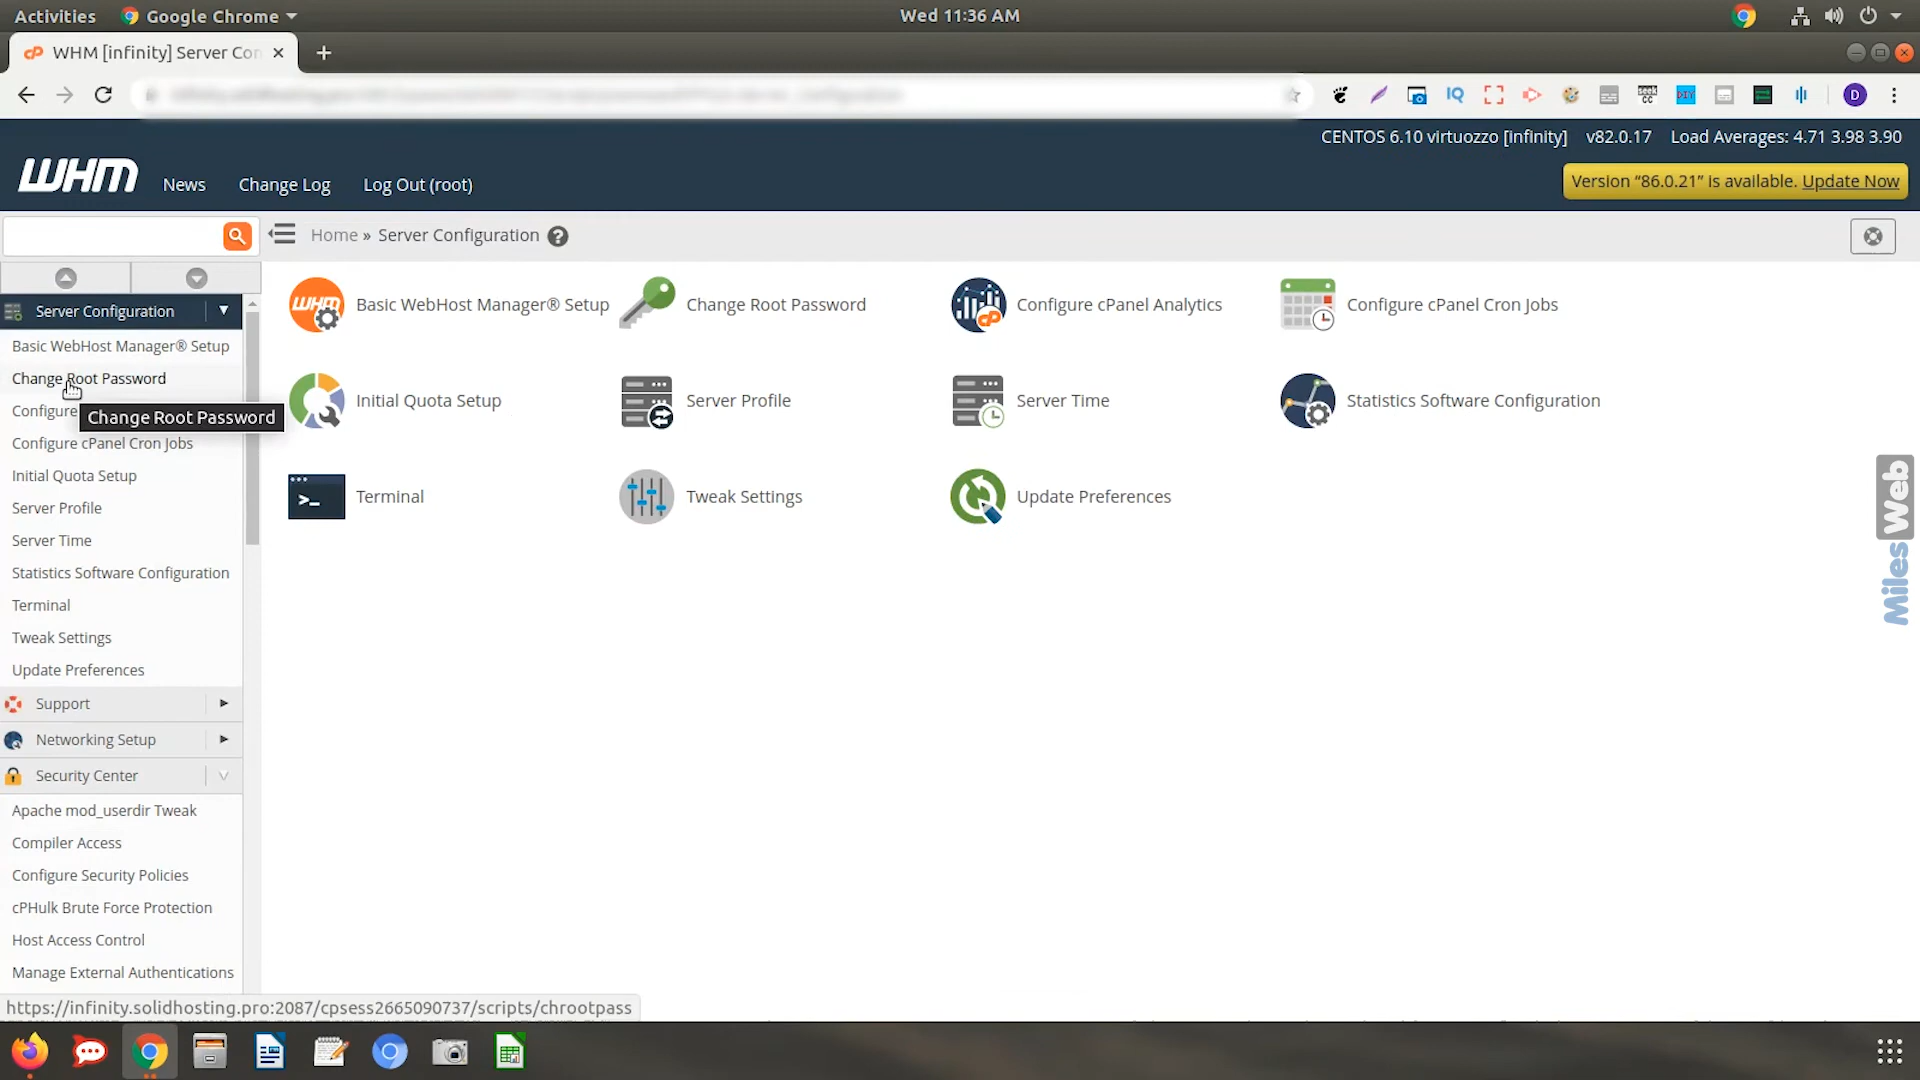 Activities
Google Chrome
Wed 11:36 AM
WHM [infinity] Server Con
IQ
seek
CC
DIY
D
CENTOS 6.10 virtuozzo [infinity] v82.0.17 Load Averages: 4.71 3.98 3.90
WHM
News
Change Log
Log Out (root)
Version “86.0.21” is available. Update Now
Home » Server Configuration
Server Configuration
Basic WebHost Manager® Setup
Change Root Password
Configure
Change Root Password
Configure cPanel Cron Jobs
Initial Quota Setup
Server Profile
Server Time
Statistics Software Configuration
Terminal
Tweak Settings
Update Preferences
Support
Networking Setup
Security Center
Apache mod_userdir Tweak
Compiler Access
Configure Security Policies
cPHulk Brute Force Protection
Host Access Control
Manage External Authentications
WHM
Basic WebHost Manager® Setup
Change Root Password
cP
Configure cPanel Analytics
Configure cPanel Cron Jobs
Initial Quota Setup
Server Profile
Server Time
Statistics Software Configuration
>_
Terminal
Tweak Settings
Update Preferences
MilesWeb
https://infinity.solidhosting.pro:2087/cpsess2665090737/scripts/chrootpass